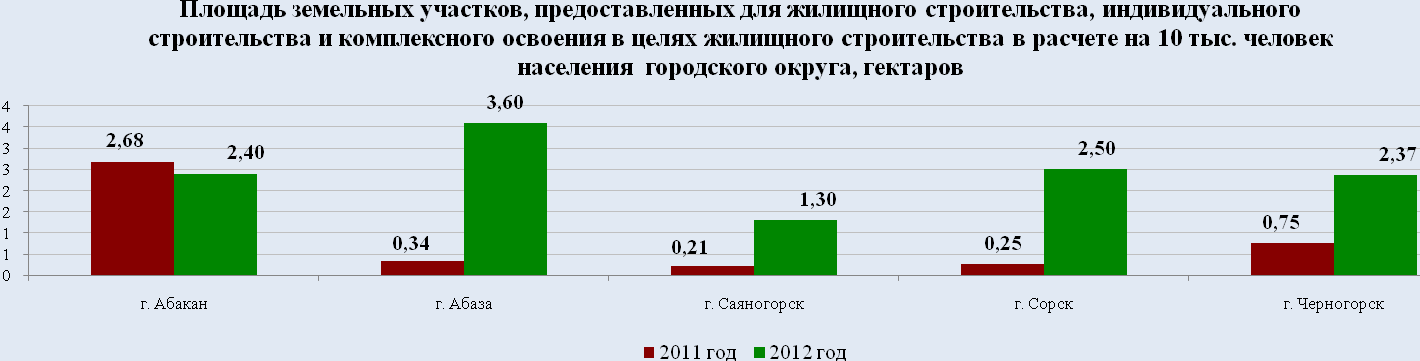 Площадь земельных участков, предоставленных для жилищного строительства, индивидуального
строительства и комплексного освоения в целях жилищного строительства в расчете на 10 тыс. человек
населения городского округа, гектаров
4
4
3
3
2
2
1
1
0
2,68
2,40
0,34
3,60
0,21
1,30
0,25
2,50
0,75
2,37
г. Абакан
г. Абаза
г. Саяногорск
г. Сорск
г. Черногорск
2011 год
2012 год